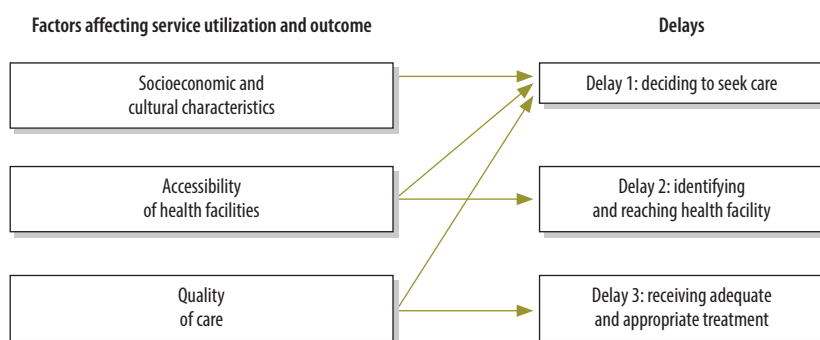 Factors affecting service utilization and outcome
Delays
Socioeconomic and
cultural characteristics
Delay 1: deciding to seek care
Accessibility
of health facilities
Delay 2: identifying
and reaching health facility
Quality
of care
Delay 3: receiving adequate
and appropriate treatment